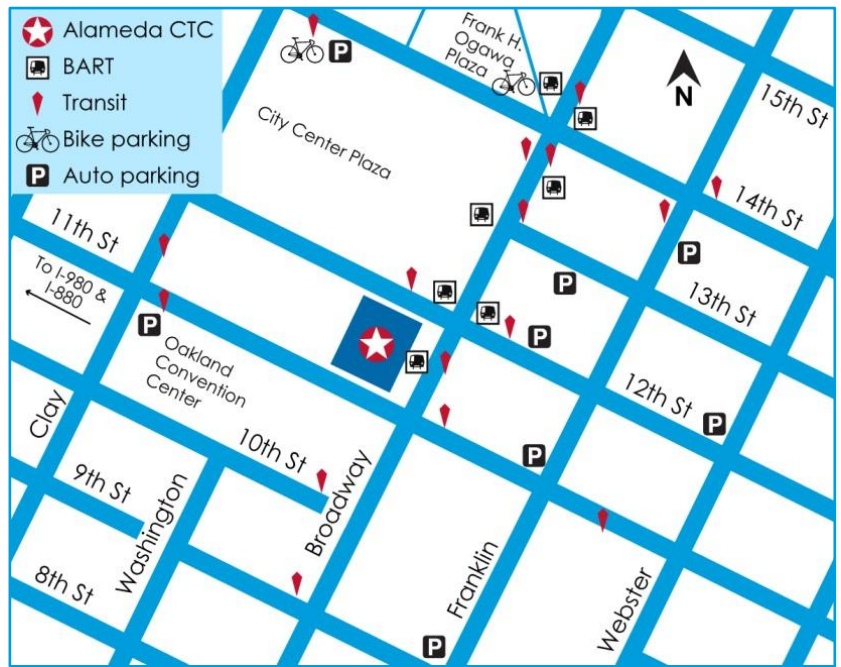 Alameda CTC
BART
Transit
Bike parking
P Auto parking
P
Frank H.
Ogawa
Plaza
N
15th St
City Center Plaza
14th St
11th St
P
To I-980 &
I-880
P
13th St
P
Oakland
Convention
Center
P
12th St
P
Clay
10th St
P
9th St
Washington
Broadway
8th St
Franklin
Webster
P